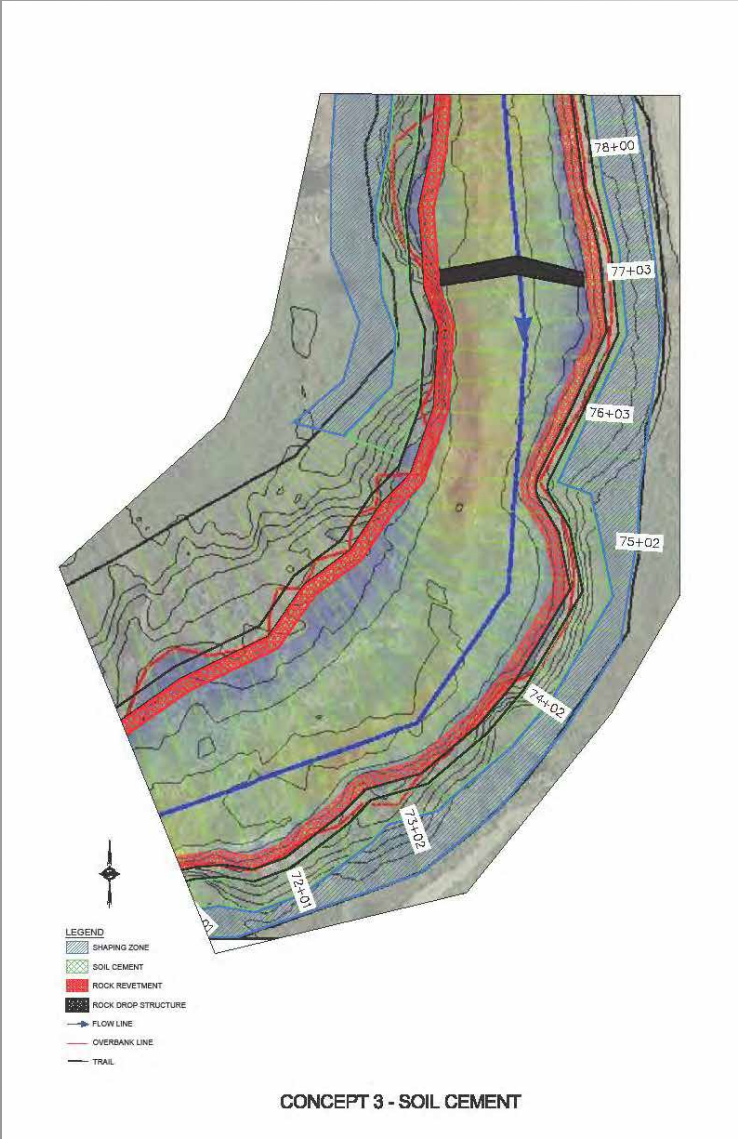 78+00
77+03
76+03
75+02
74+02
73+02
72+01
LEGEND
SHAPING ZONE
SOIL CEMENT
ROCK REVETMENT
ROCK DROP STRUCTURE
FLOW LINE
OVERBANK LINE
TRAIL
CONCEPT 3 - SOIL CEMENT